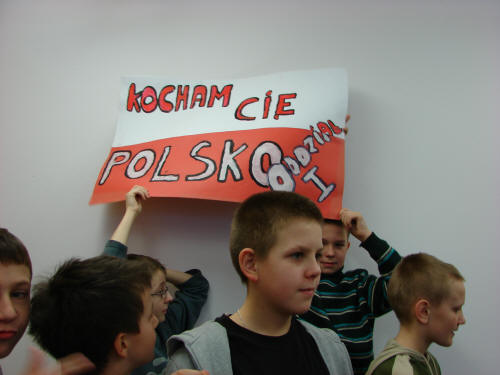 KOCHAM CIE
POLSKO
ODDZIAŁ
I